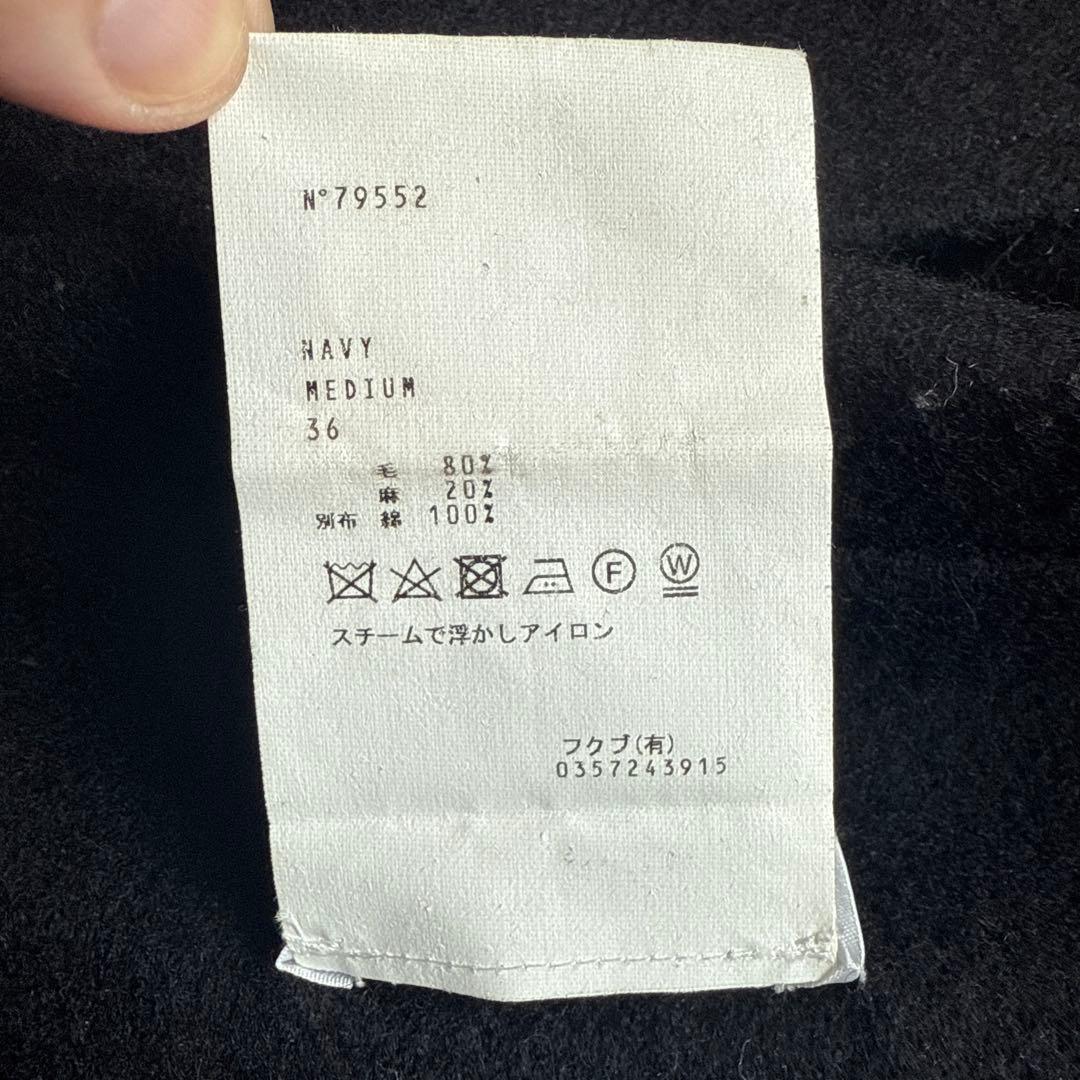 N°79552
NAVY
MEDIUM
36
毛 80%
麻 20%
別布 綿 100%
F W
スチームで浮かしアイロン
フクブ(有)
0357243915